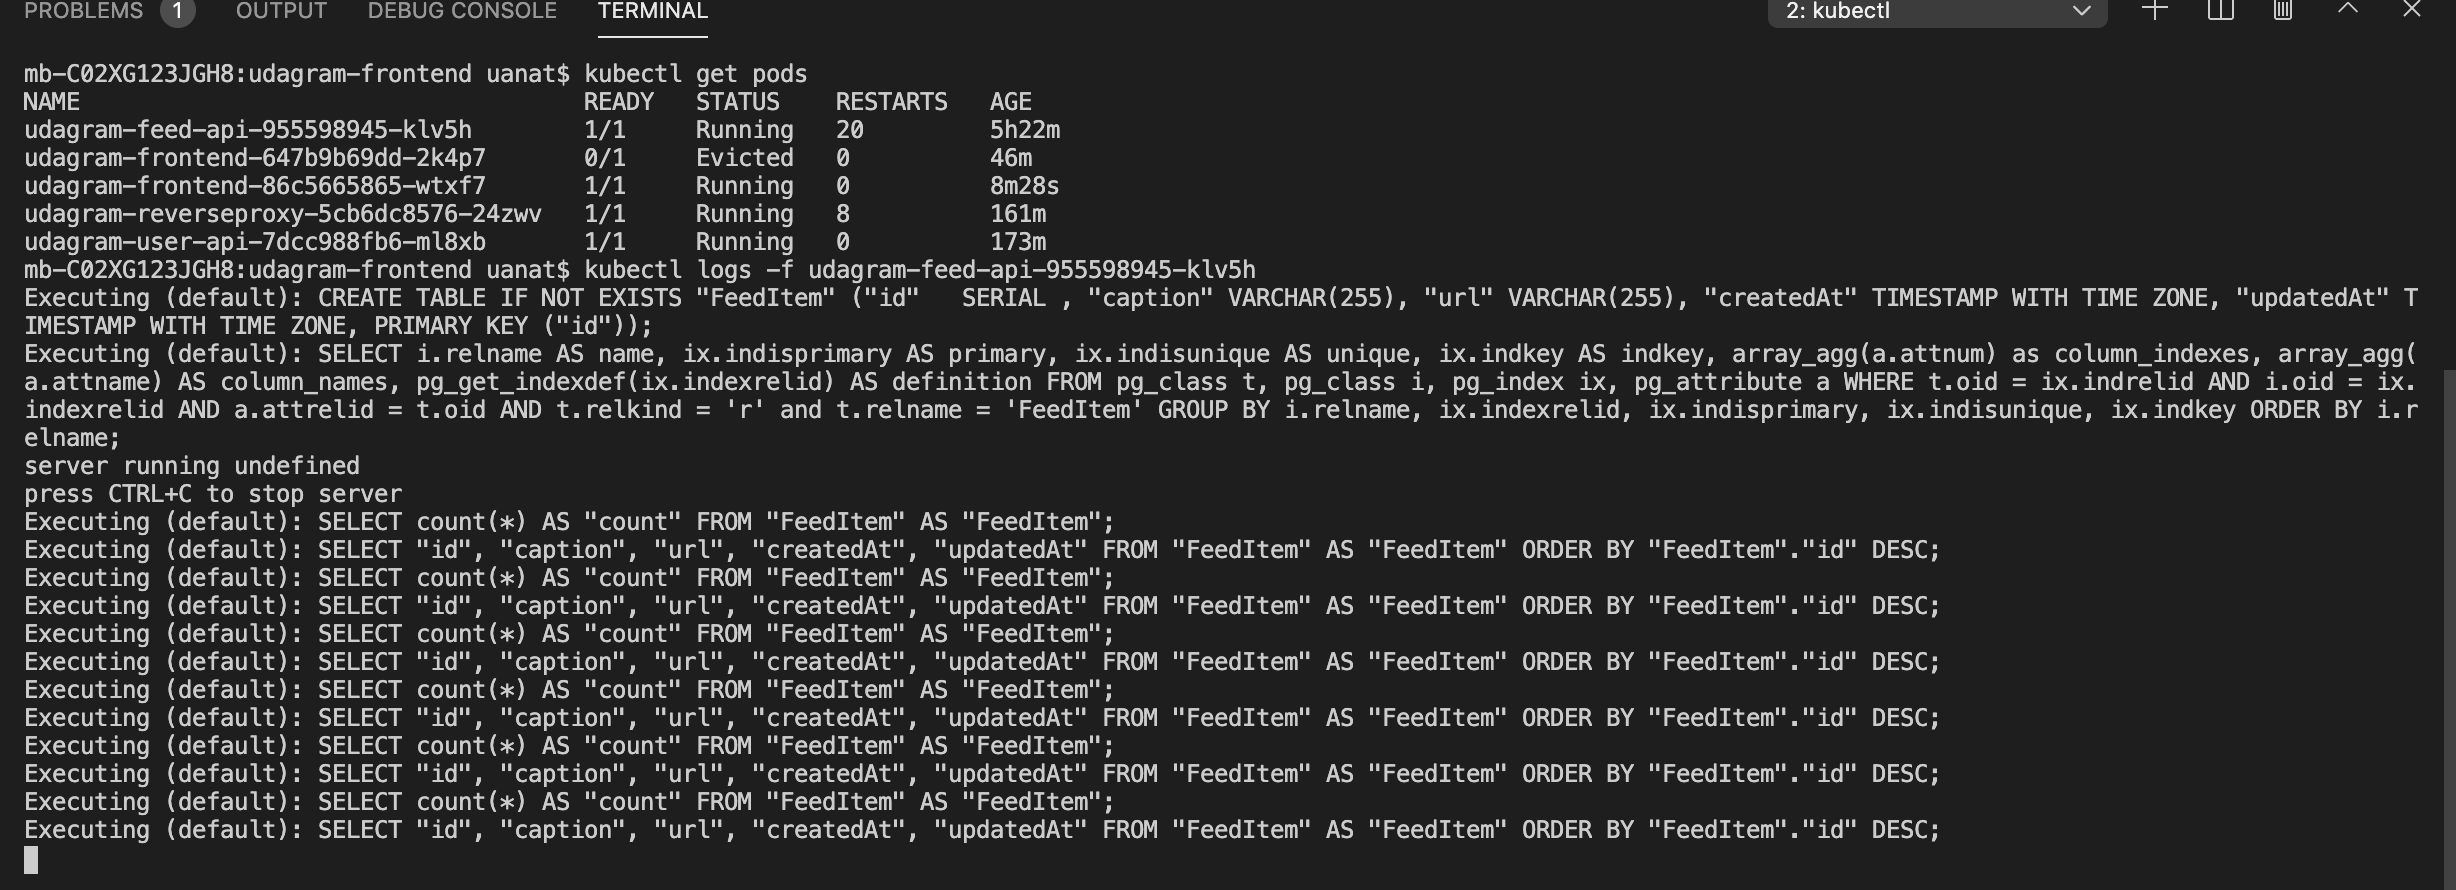 PROBLEMS 1 OUTPUT DEBUG CONSOLE TERMINAL 2: kubectl
mb-C02XG123JGH8:udagram-frontend uanat$ kubectl get pods
NAME READY STATUS RESTARTS AGE
udagram-feed-api-955598945-klv5h 1/1 Running 20 5h22m
udagram-frontend-647b9b69dd-2k4p7 0/1 Evicted 0 46m
udagram-frontend-86c5665865-wtxf7 1/1 Running 0 8m28s
udagram-reverseproxy-5cb6dc8576-24zwv 1/1 Running 8 161m
udagram-user-api-7dcc988fb6-ml8xb 1/1 Running 0 173m
mb-C02XG123JGH8:udagram-frontend uanat$ kubectl logs -f udagram-feed-api-955598945-klv5h
Executing (default): CREATE TABLE IF NOT EXISTS "FeedItem" ("id"   SERIAL , "caption" VARCHAR(255), "url" VARCHAR(255), "createdAt" TIMESTAMP WITH TIME ZONE, "updatedAt" T
IMESTAMP WITH TIME ZONE, PRIMARY KEY ("id"));
Executing (default): SELECT i.relname AS name, ix.indisprimary AS primary, ix.indisunique AS unique, ix.indkey AS indkey, array_agg(a.attnum) as column_indexes, array_agg(
a.attname) AS column_names, pg_get_indexdef(ix.indexrelid) AS definition FROM pg_class t, pg_class i, pg_index ix, pg_attribute a WHERE t.oid = ix.indrelid AND i.oid = ix.
indexrelid AND a.attrelid = t.oid AND t.relkind = 'r' and t.relname = 'FeedItem' GROUP BY i.relname, ix.indexrelid, ix.indisprimary, ix.indisunique, ix.indkey ORDER BY i.r
elname;
server running undefined
press CTRL+C to stop server
Executing (default): SELECT count(*) AS "count" FROM "FeedItem" AS "FeedItem";
Executing (default): SELECT "id", "caption", "url", "createdAt", "updatedAt" FROM "FeedItem" AS "FeedItem" ORDER BY "FeedItem"."id" DESC;
Executing (default): SELECT count(*) AS "count" FROM "FeedItem" AS "FeedItem";
Executing (default): SELECT "id", "caption", "url", "createdAt", "updatedAt" FROM "FeedItem" AS "FeedItem" ORDER BY "FeedItem"."id" DESC;
Executing (default): SELECT count(*) AS "count" FROM "FeedItem" AS "FeedItem";
Executing (default): SELECT "id", "caption", "url", "createdAt", "updatedAt" FROM "FeedItem" AS "FeedItem" ORDER BY "FeedItem"."id" DESC;
Executing (default): SELECT count(*) AS "count" FROM "FeedItem" AS "FeedItem";
Executing (default): SELECT "id", "caption", "url", "createdAt", "updatedAt" FROM "FeedItem" AS "FeedItem" ORDER BY "FeedItem"."id" DESC;
Executing (default): SELECT count(*) AS "count" FROM "FeedItem" AS "FeedItem";
Executing (default): SELECT "id", "caption", "url", "createdAt", "updatedAt" FROM "FeedItem" AS "FeedItem" ORDER BY "FeedItem"."id" DESC;
Executing (default): SELECT count(*) AS "count" FROM "FeedItem" AS "FeedItem";
Executing (default): SELECT "id", "caption", "url", "createdAt", "updatedAt" FROM "FeedItem" AS "FeedItem" ORDER BY "FeedItem"."id" DESC;